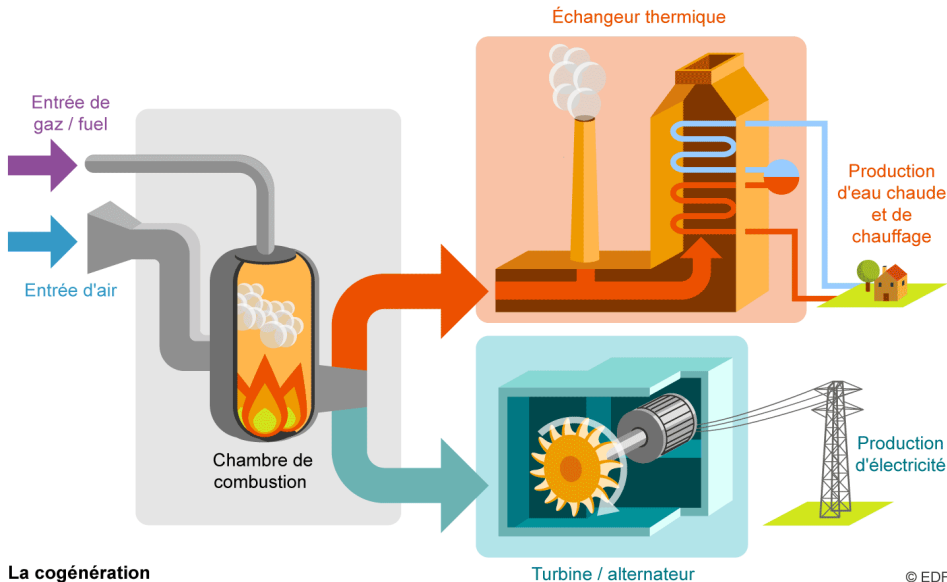 Échangeur thermique
Entrée de
gaz / fuel
Entrée d'air
Production
d'eau chaude
et de
chauffage
Chambre de
combustion
Production
d'électricité
La cogénération
Turbine / alternateur
© EDF